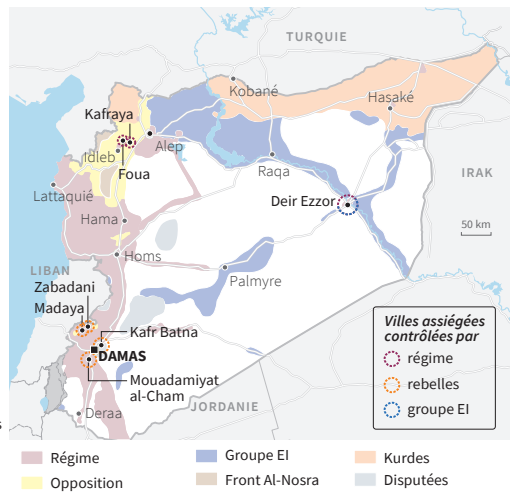 TURQUIE
Kobané
Hasaké
Kafraya
Alep
Idleb
Foua
Raqa
IRAK
Lattaquié
Deir Ezzor
Hama
50 km
Homs
LIBAN
Zabadani
Palmyre
Madaya
Villes assiégées
contrôlées par
régime
rebelles
groupe EI
Kafr Batna
DAMAS
Mouadamiyat
al-Cham
JORDANIE
Deraa
s
Régime
Groupe EI
Kurdes
Opposition
Front Al-Nosra
Disputées